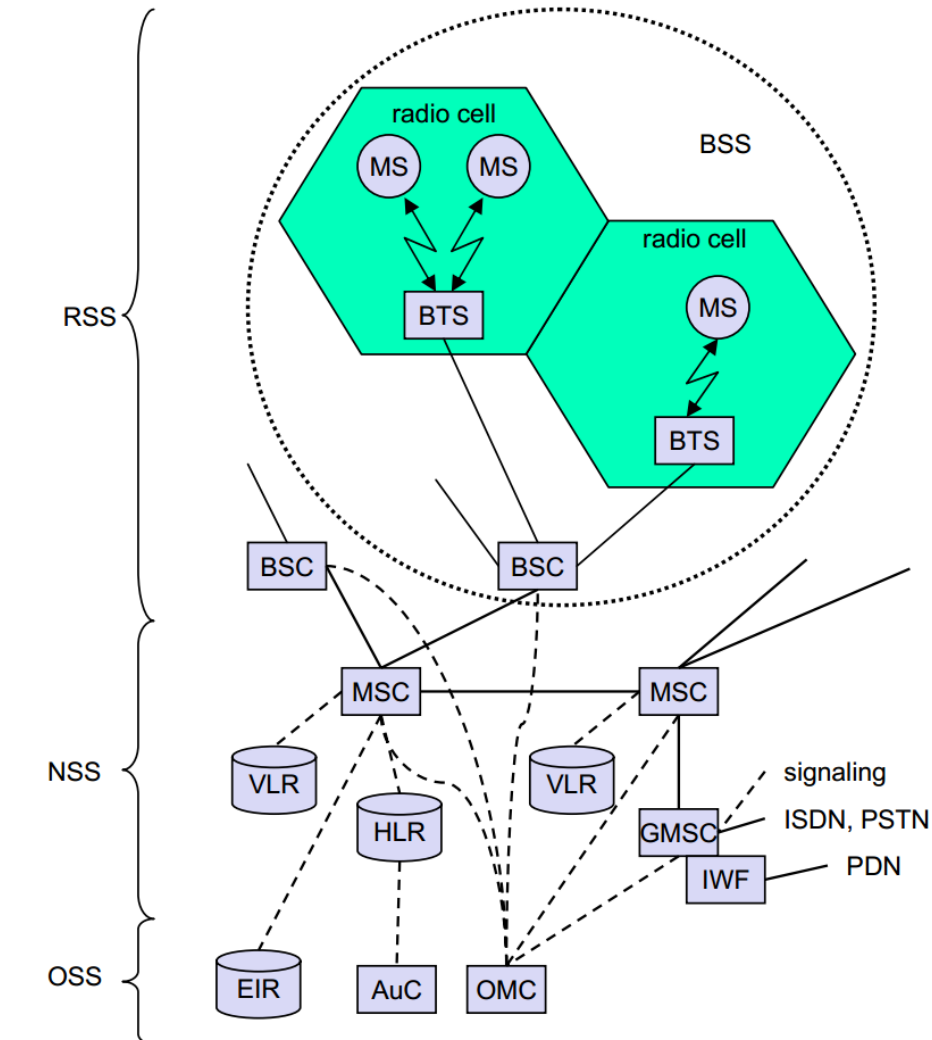 radio cell
BSS
MS
MS
radio cell
MS
RSS
BTS
BTS
BSC
BSC
MSC
MSC
NSS
VLR
VLR
signaling
HLR
GMSC
ISDN, PSTN
IWF
PDN
OSS
EIR
AuC
OMC